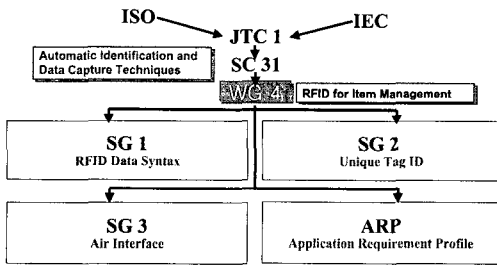 ISO
IEC
JTC 1
Automatic Identification and
Data Capture Techniques
SC 31
WG 4
RFID for Item Management
SG 1
RFID Data Syntax
SG 2
Unique Tag ID
SG 3
Air Interface
ARP
Application Requirement Profile